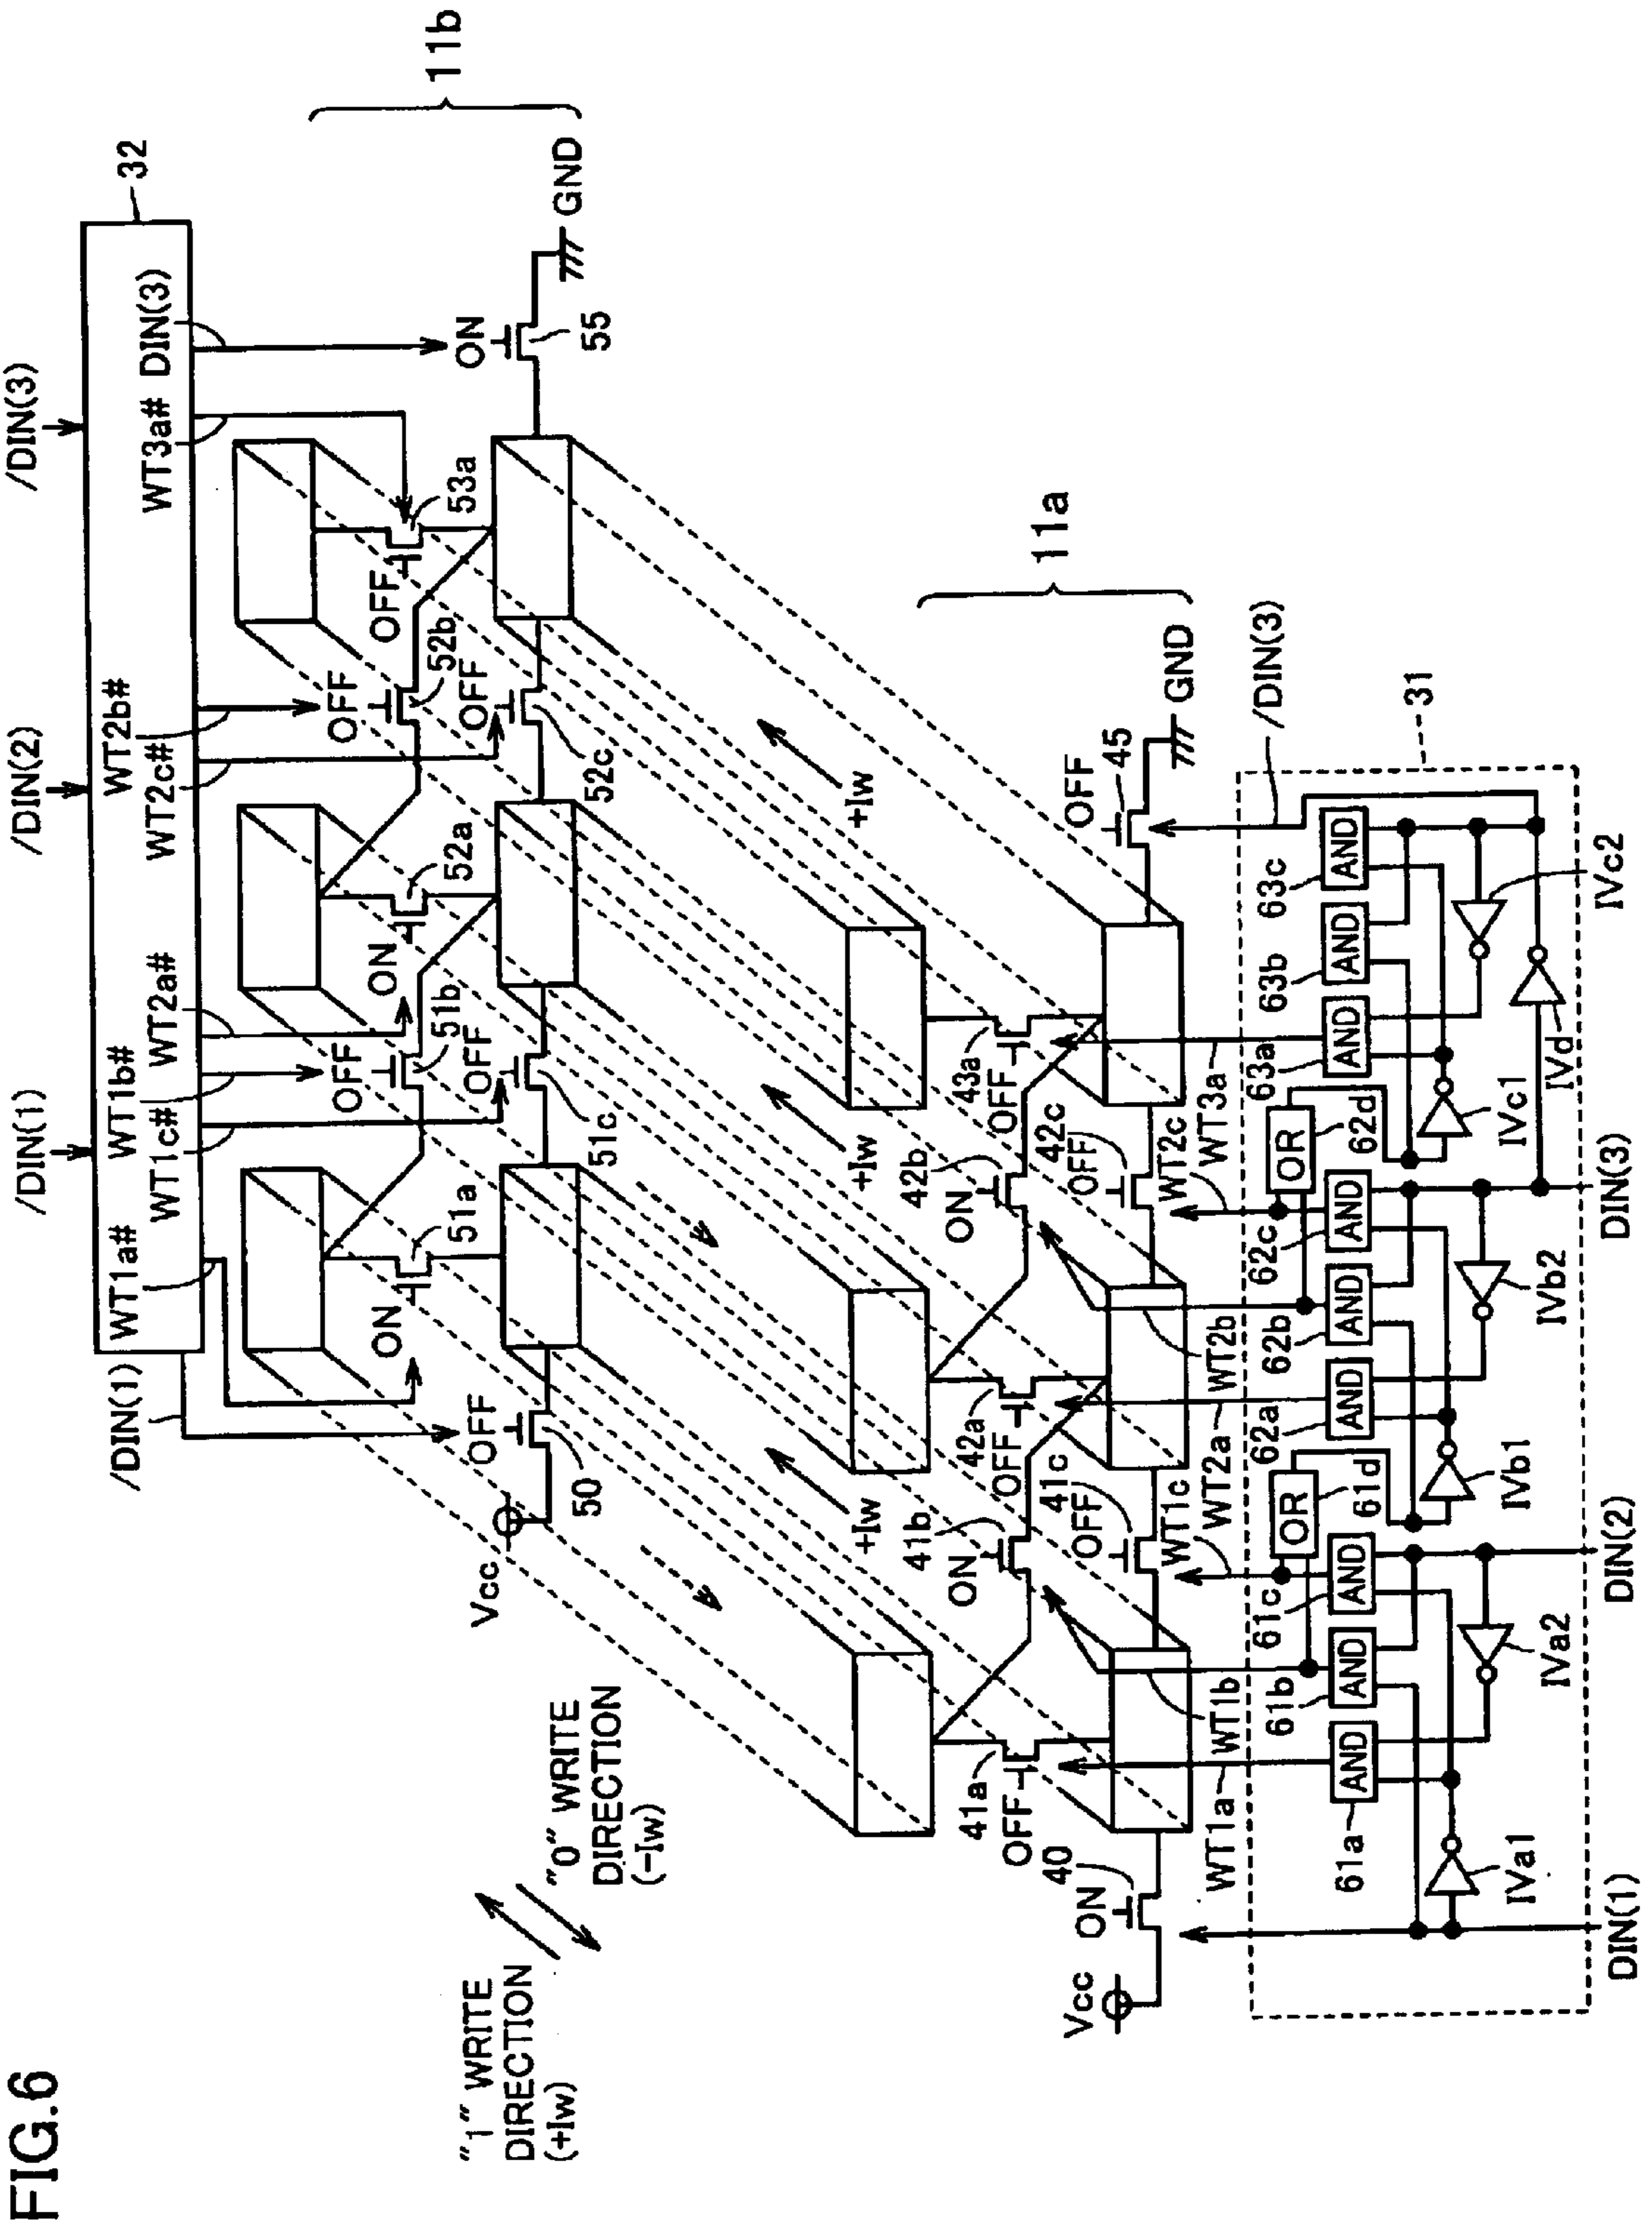 FIG.6
/DIN(1)
/DIN(2)
/DIN(3)
32
WT1a#
WT1c#
WT1b#
WT2a#
WT2c#
WT2b#
WT3a#
DIN(3)
/DIN(1)
11b
ON
51a
OFF
51b
ON
52a
OFF
52b
OFF
53a
Vcc
OFF
50
OFF
51c
OFF
52c
ON
55
GND
"1" WRITE
DIRECTION
(+Iw)
"0" WRITE
DIRECTION
(-Iw)
+Iw
+Iw
+Iw
11a
41a
OFF
41b
ON
42a
OFF
42b
ON
43a
OFF
Vcc
ON
40
41c
OFF
42c
OFF
OFF
45
GND
WT1a
WT1b
WT1c
WT2a
WT2b
WT2c
WT3a
/DIN(3)
31
61a
AND
61b
AND
61c
AND
OR
61d
62a
AND
62b
AND
62c
AND
OR
62d
63a
AND
63b
AND
63c
AND
IVa1
IVa2
IVb1
IVb2
IVc1
IVd
IVc2
DIN(1)
DIN(2)
DIN(3)